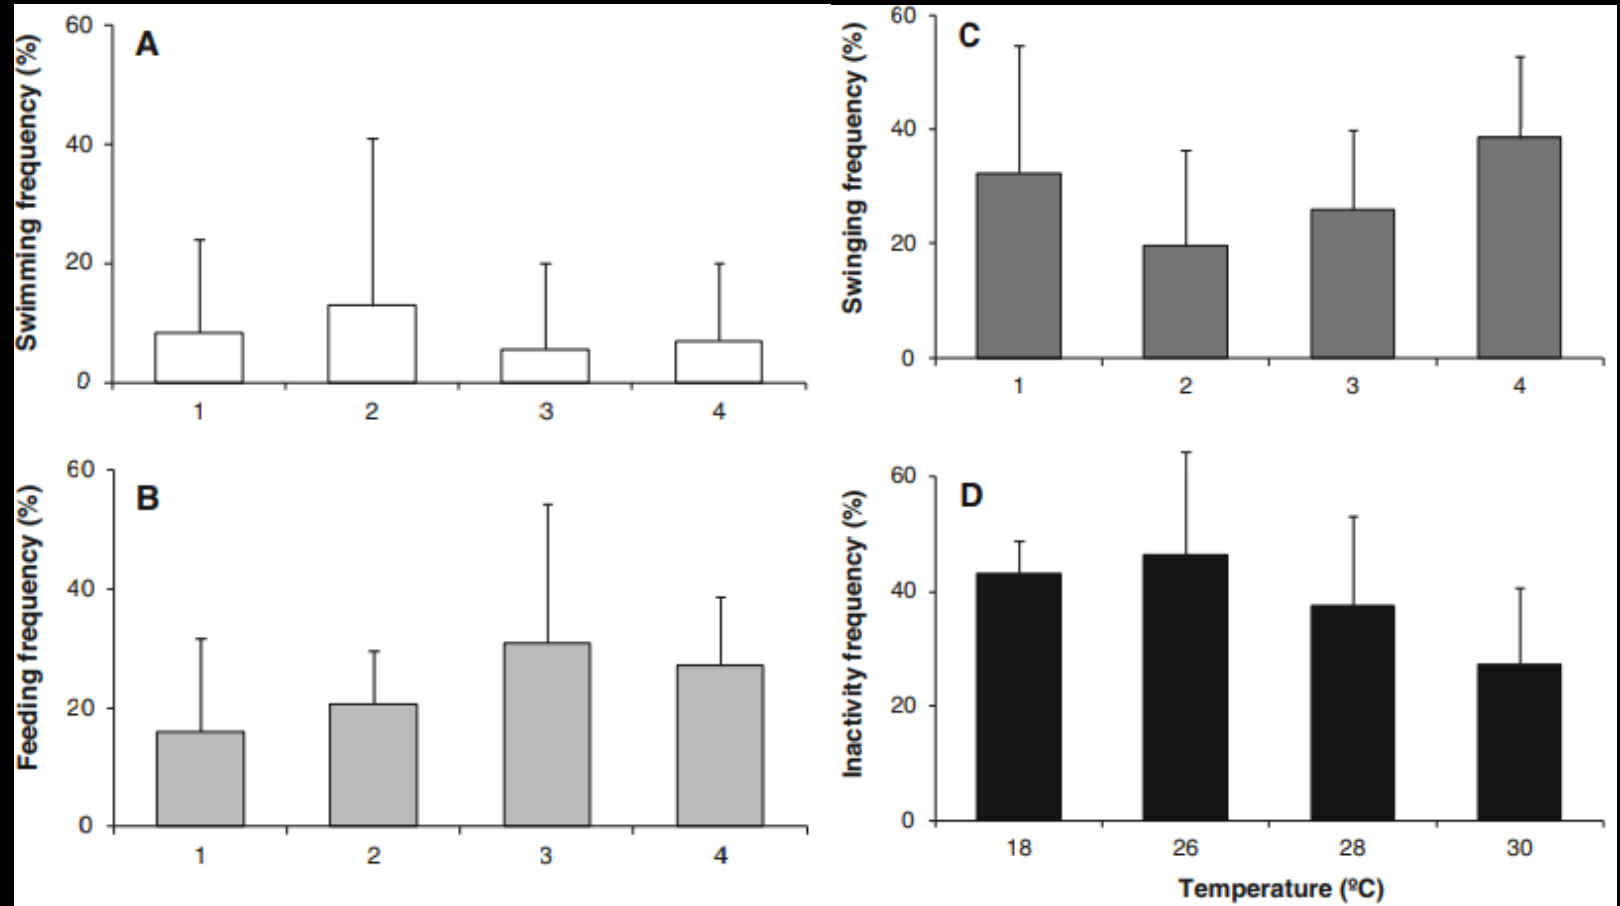 A
Swimming frequency (%)
60
40
20
0
1 2 3 4
B
Feeding frequency (%)
60
40
20
0
1 2 3 4
C
Swinging frequency (%)
60
40
20
0
1 2 3 4
D
Inactivity frequency (%)
60
40
20
0
18 26 28 30
Temperature (ºC)